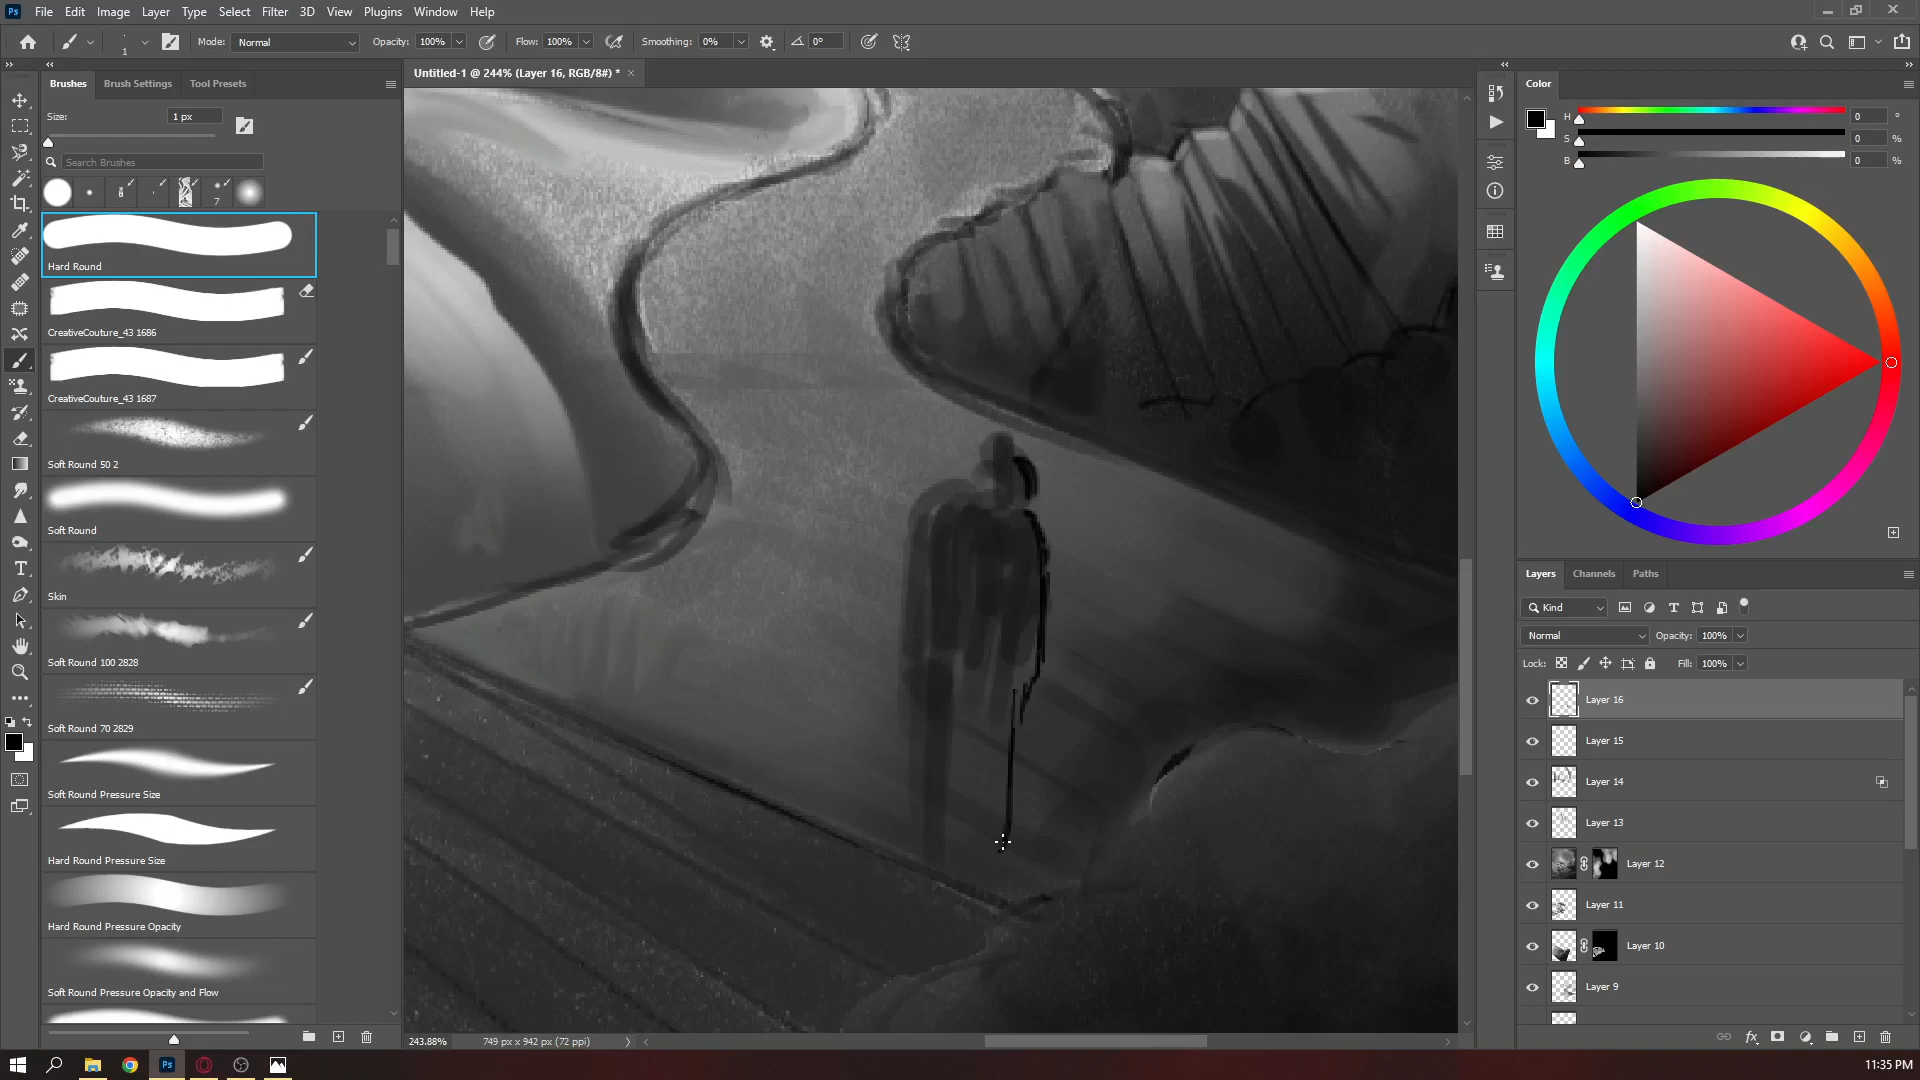 Ps File Edit Image Layer Type Select Filter 3D View Plugins Window Help
1 Mode: Normal Opacity: 100% Flow: 100% Smoothing: 0% 0°
Brushes Brush Settings Tool Presets
Untitled-1 @ 244% (Layer 16, RGB/8#) *
Color
Size: 1 px
H 0 °
S 0 %
B 0 %
Search Brushes
7
Hard Round
CreativeCouture_43 1686
CreativeCouture_43 1687
Soft Round 50 2
Soft Round
Skin
Soft Round 100 2828
Soft Round 70 2829
Soft Round Pressure Size
Hard Round Pressure Size
Hard Round Pressure Opacity
Soft Round Pressure Opacity and Flow
Layers Channels Paths
Kind
Normal Opacity: 100%
Lock: Fill: 100%
Layer 16
Layer 15
Layer 14
Layer 13
Layer 12
Layer 11
Layer 10
Layer 9
fx
243.88% 749 px x 942 px (72 ppi)
Ps
11:35 PM